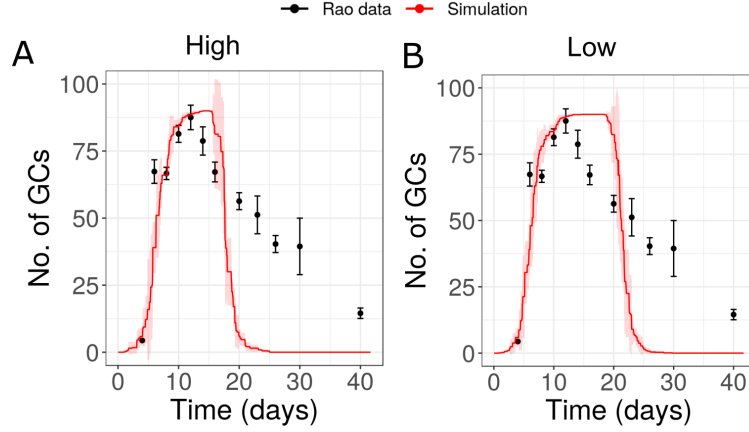 Rao data Simulation
A High
100
75
50
25
0
No. of GCs
0 10 20 30 40
Time (days)
B Low
100
75
50
25
0
No. of GCs
0 10 20 30 40
Time (days)